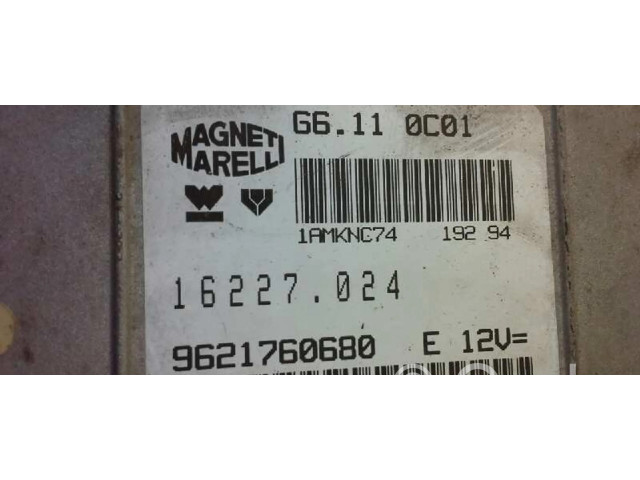 MAGNETI
MARELLI
G6.11 0C01
1AMKNC74 192 94
16227.024
9621760680 E 12V=